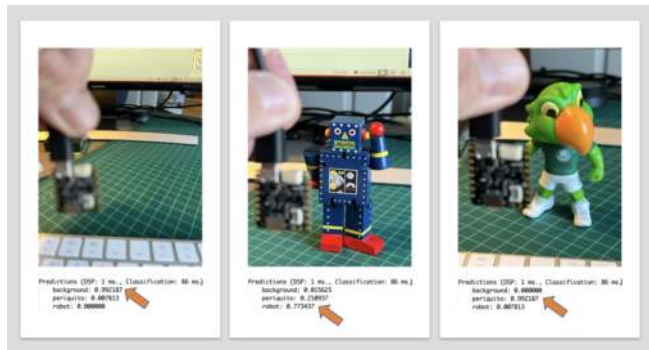 Predictions (DSP: 1 ms., Classification: 86 ms.)
background: 0.992187
periquito: 0.007813
robot: 0.000000
Predictions (DSP: 1 ms., Classification: 86 ms.)
background: 0.015625
periquito: 0.210937
robot: 0.773437
Predictions (DSP: 1 ms., Classification: 86 ms.)
background: 0.000000
periquito: 0.992187
robot: 0.007813